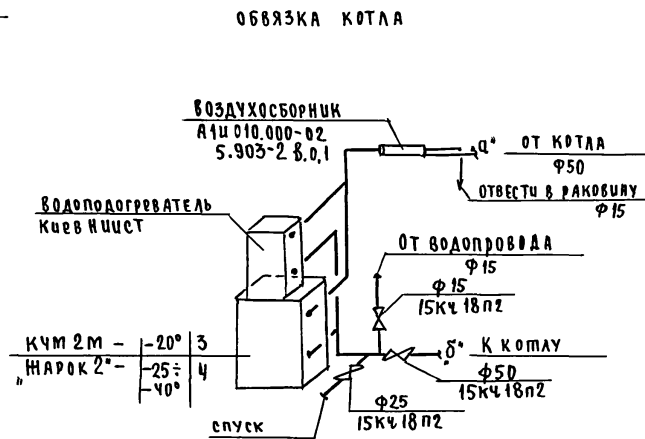 ОБВЯЗКА КОТЛА
ВОЗДУХОСБОРНИК
А1И 010.000-02
5.903-2 В.0,1
„а“ ОТ КОТЛА
Ф50
ОТВЕСТИ В РАКОВИНУ
Ф15
ВОДОПОДОГРЕВАТЕЛЬ
КИЕВ НИИСТ
ОТ ВОДОПРОВОДА
Ф15
Ф15
15КЧ 18П2
КЧМ 2М – -20° 3
„ЖАРОК 2“ – -25÷ 4
-40°
„б“ К КОТЛУ
Ф50
15КЧ 18П2
Ф25
15КЧ 18П2
СПУСК